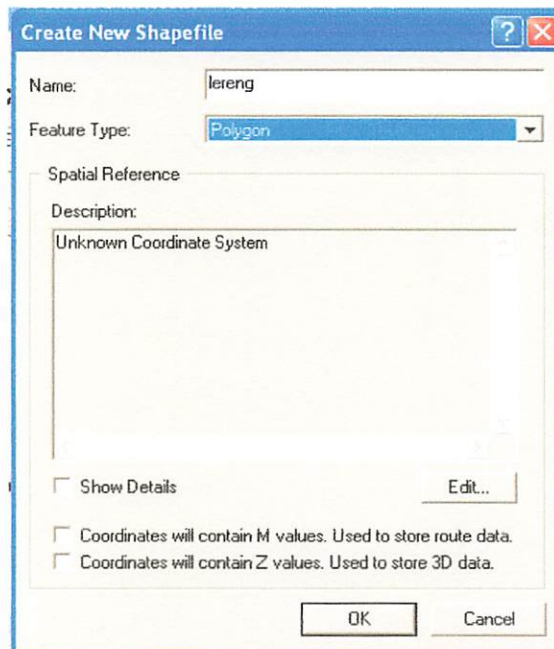 Create New Shapefile
Name: lereng
Feature Type: Polygon
Spatial Reference
Description:
Unknown Coordinate System
Show Details
Edit...
Coordinates will contain M values. Used to store route data.
Coordinates will contain Z values. Used to store 3D data.
OK Cancel